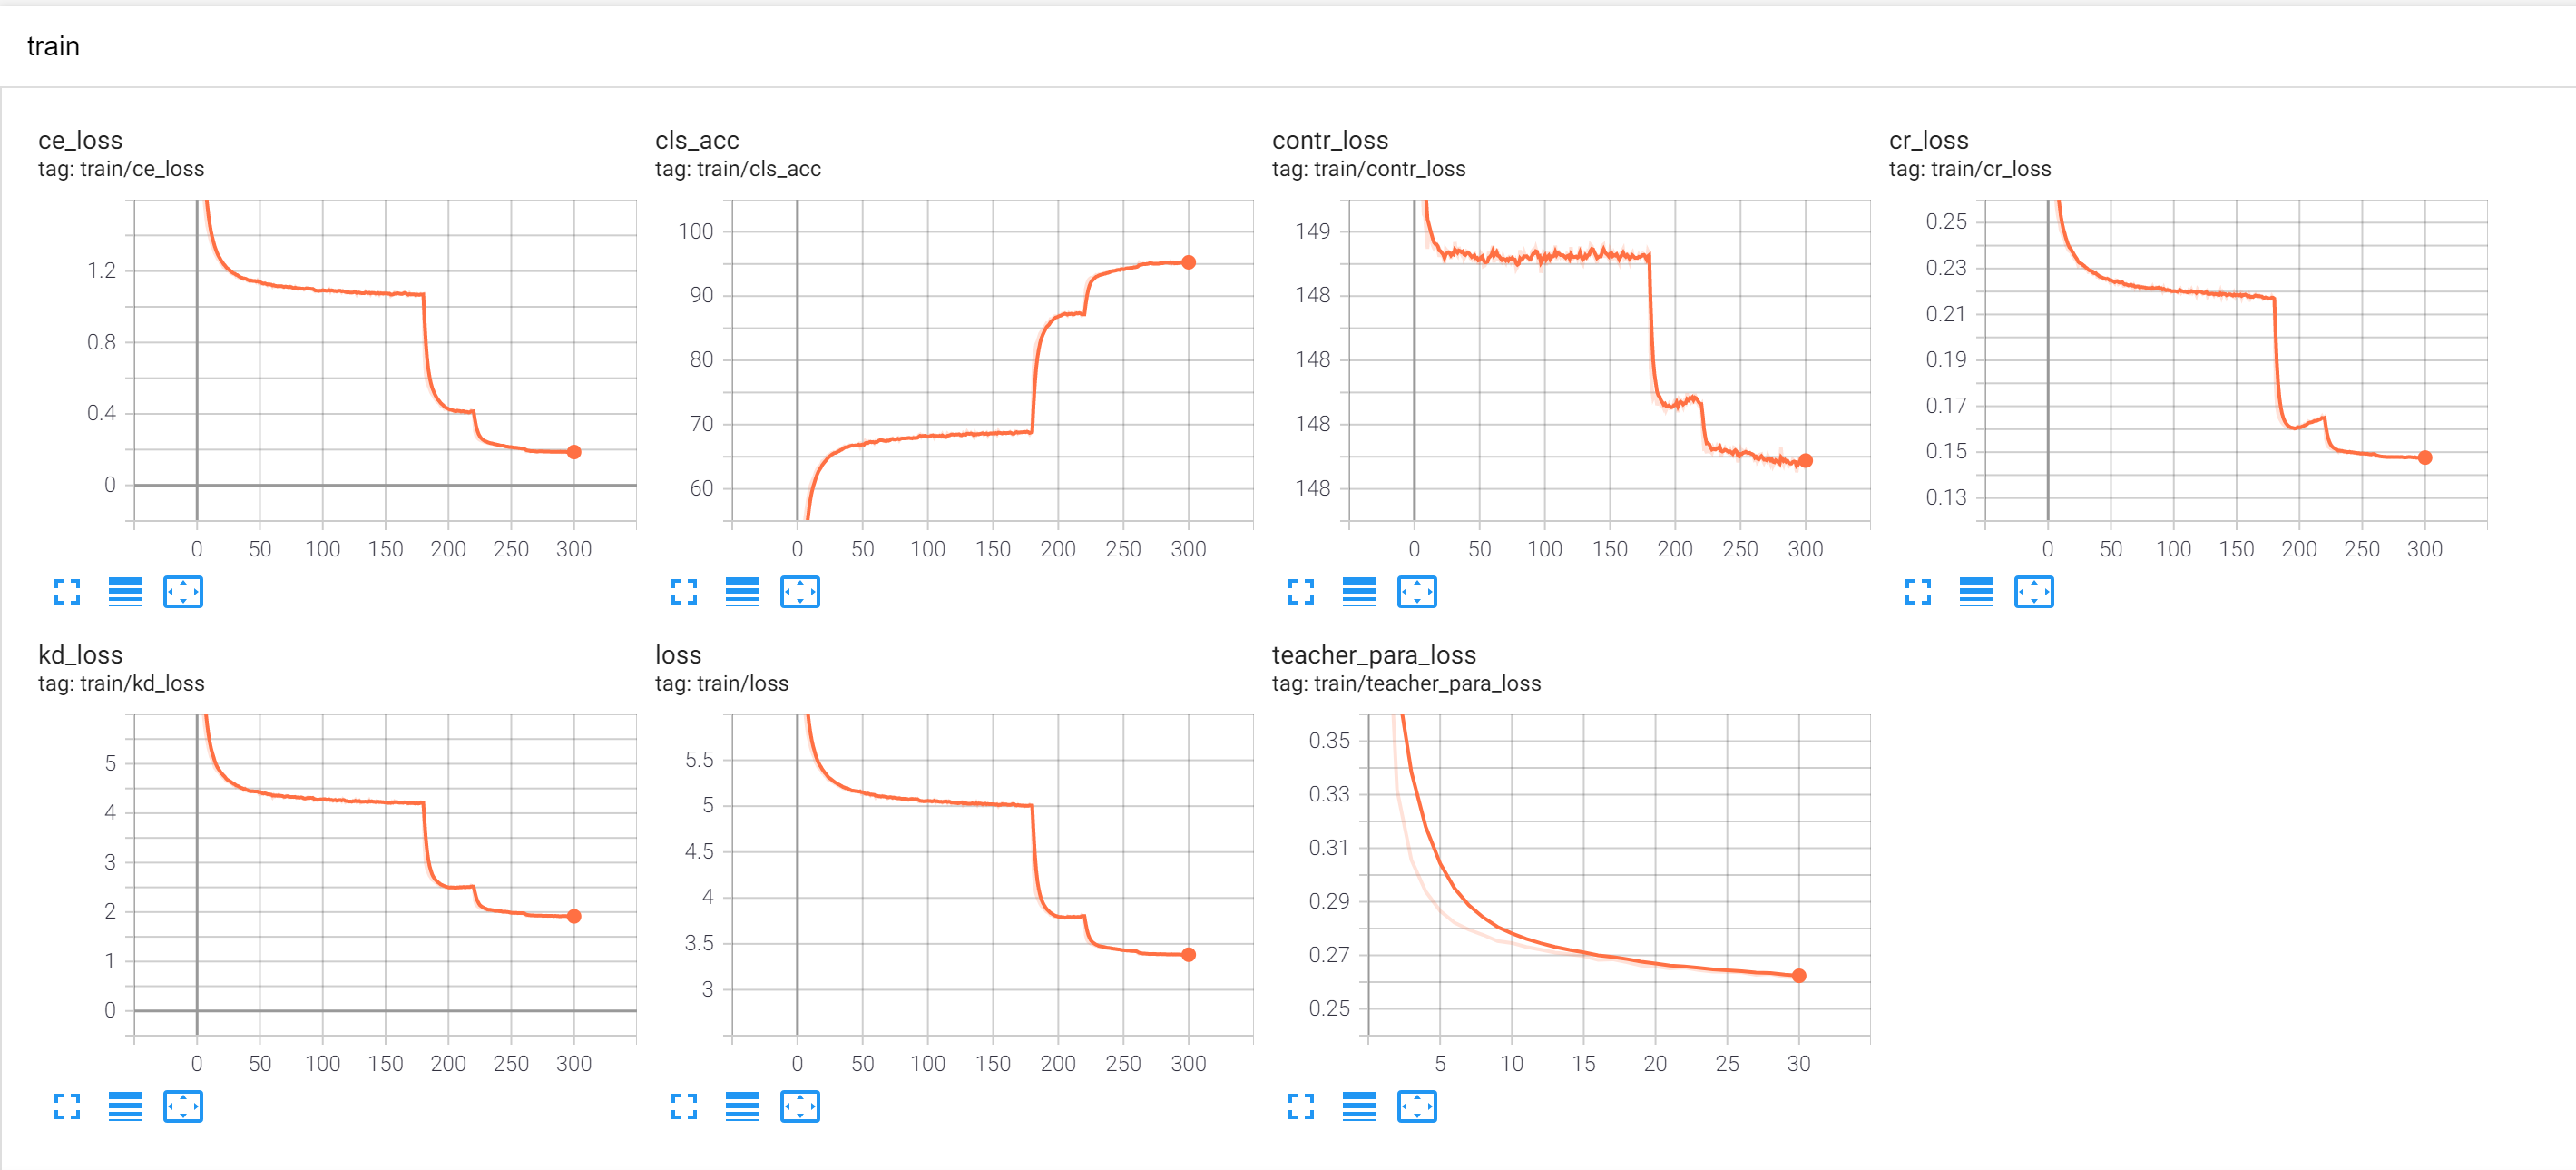 train
ce_loss
tag: train/ce_loss
1.2
0.8
0.4
0
0 50 100 150 200 250 300
cls_acc
tag: train/cls_acc
100
90
80
70
60
0 50 100 150 200 250 300
contr_loss
tag: train/contr_loss
149
148
148
148
148
0 50 100 150 200 250 300
cr_loss
tag: train/cr_loss
0.25
0.23
0.21
0.19
0.17
0.15
0.13
0 50 100 150 200 250 300
kd_loss
tag: train/kd_loss
5
4
3
2
1
0
0 50 100 150 200 250 300
loss
tag: train/loss
5.5
5
4.5
4
3.5
3
0 50 100 150 200 250 300
teacher_para_loss
tag: train/teacher_para_loss
0.35
0.33
0.31
0.29
0.27
0.25
5 10 15 20 25 30